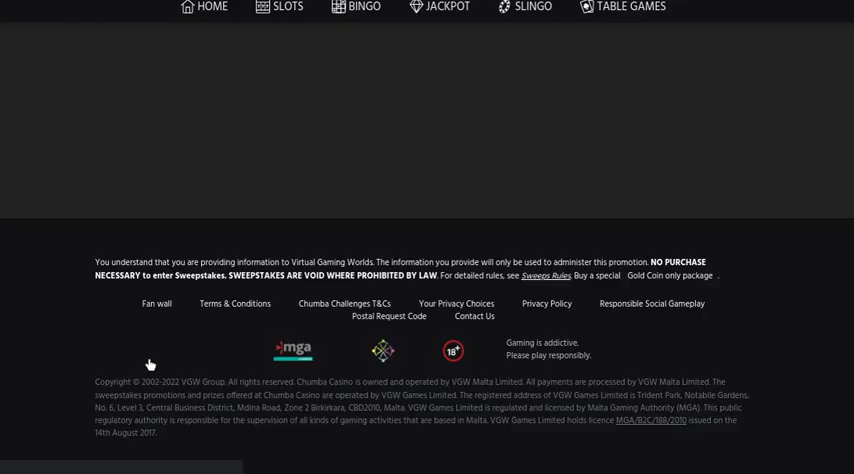 HOME SLOTS BINGO JACKPOT SLINGO TABLE GAMES
You understand that you are providing information to Virtual Gaming Worlds. The information you provide will only be used to administer this promotion. NO PURCHASE
NECESSARY to enter Sweepstakes. SWEEPSTAKES ARE VOID WHERE PROHIBITED BY LAW. For detailed rules, see Sweeps Rules. Buy a special Gold Coin only package .
Fan wall Terms & Conditions Chumba Challenges T&Cs Your Privacy Choices Privacy Policy Responsible Social Gameplay
Postal Request Code Contact Us
mga 18+ Gaming is addictive.
Please play responsibly.
Copyright © 2002-2022 VGW Group. All rights reserved. Chumba Casino is owned and operated by VGW Malta Limited. All payments are processed by VGW Malta Limited. The
sweepstakes promotions and prizes offered at Chumba Casino are operated by VGW Games Limited. The registered address of VGW Games Limited is Trident Park, Notabile Gardens,
No. 6, Level 3, Central Business District, Mdina Road, Zone 2 Birkirkara, CBD2010, Malta. VGW Games Limited is regulated and licensed by Malta Gaming Authority (MGA). This public
regulatory authority is responsible for the supervision of all kinds of gaming activities that are based in Malta. VGW Games Limited holds licence MGA/B2C/188/2010 issued on the
14th August 2017.